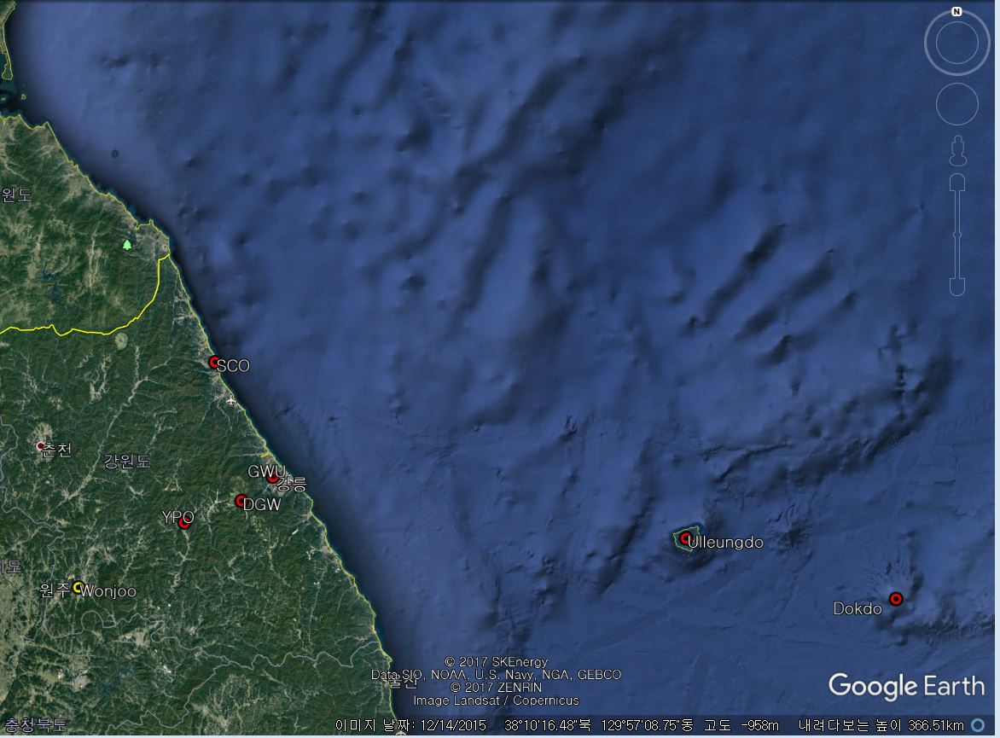 N
원도
SCO
춘천
강원도
GWU
강릉
DGW
YPO
Ulleungdo
원주
Wonjoo
Dokdo
© 2017 SKEnergy
Data SIO, NOAA, U.S. Navy, NGA, GEBCO
© 2017 ZENRIN
Image Landsat / Copernicus
Google Earth
충청북도
이미지 날짜: 12/14/2015 38°10'16.48"북 129°57'08.75"동 고도 -958m 내려다보는 높이 366.51km